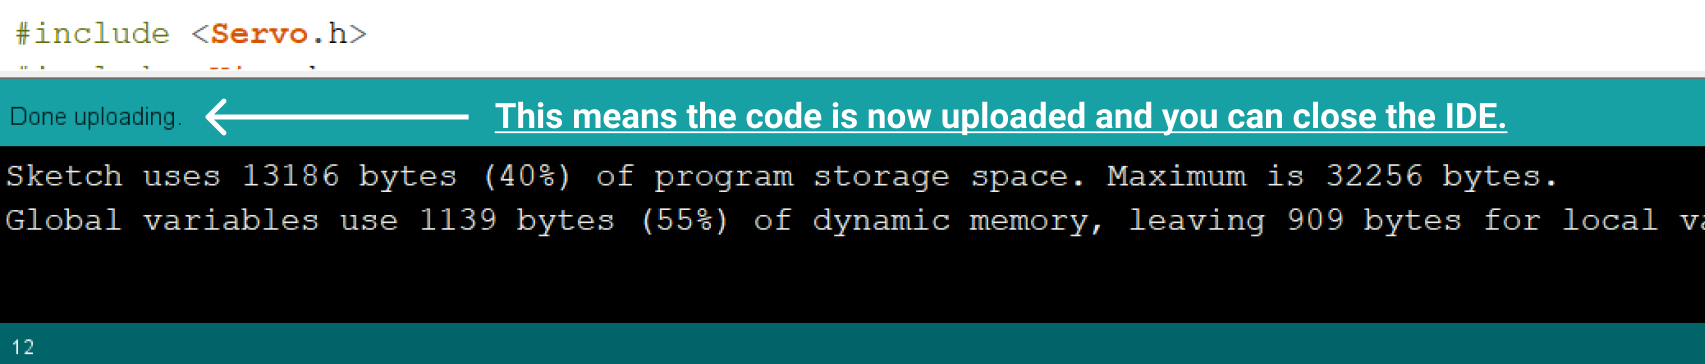 #include <Servo.h>
Done uploading.
This means the code is now uploaded and you can close the IDE.
Sketch uses 13186 bytes (40%) of program storage space. Maximum is 32256 bytes.
Global variables use 1139 bytes (55%) of dynamic memory, leaving 909 bytes for local
12